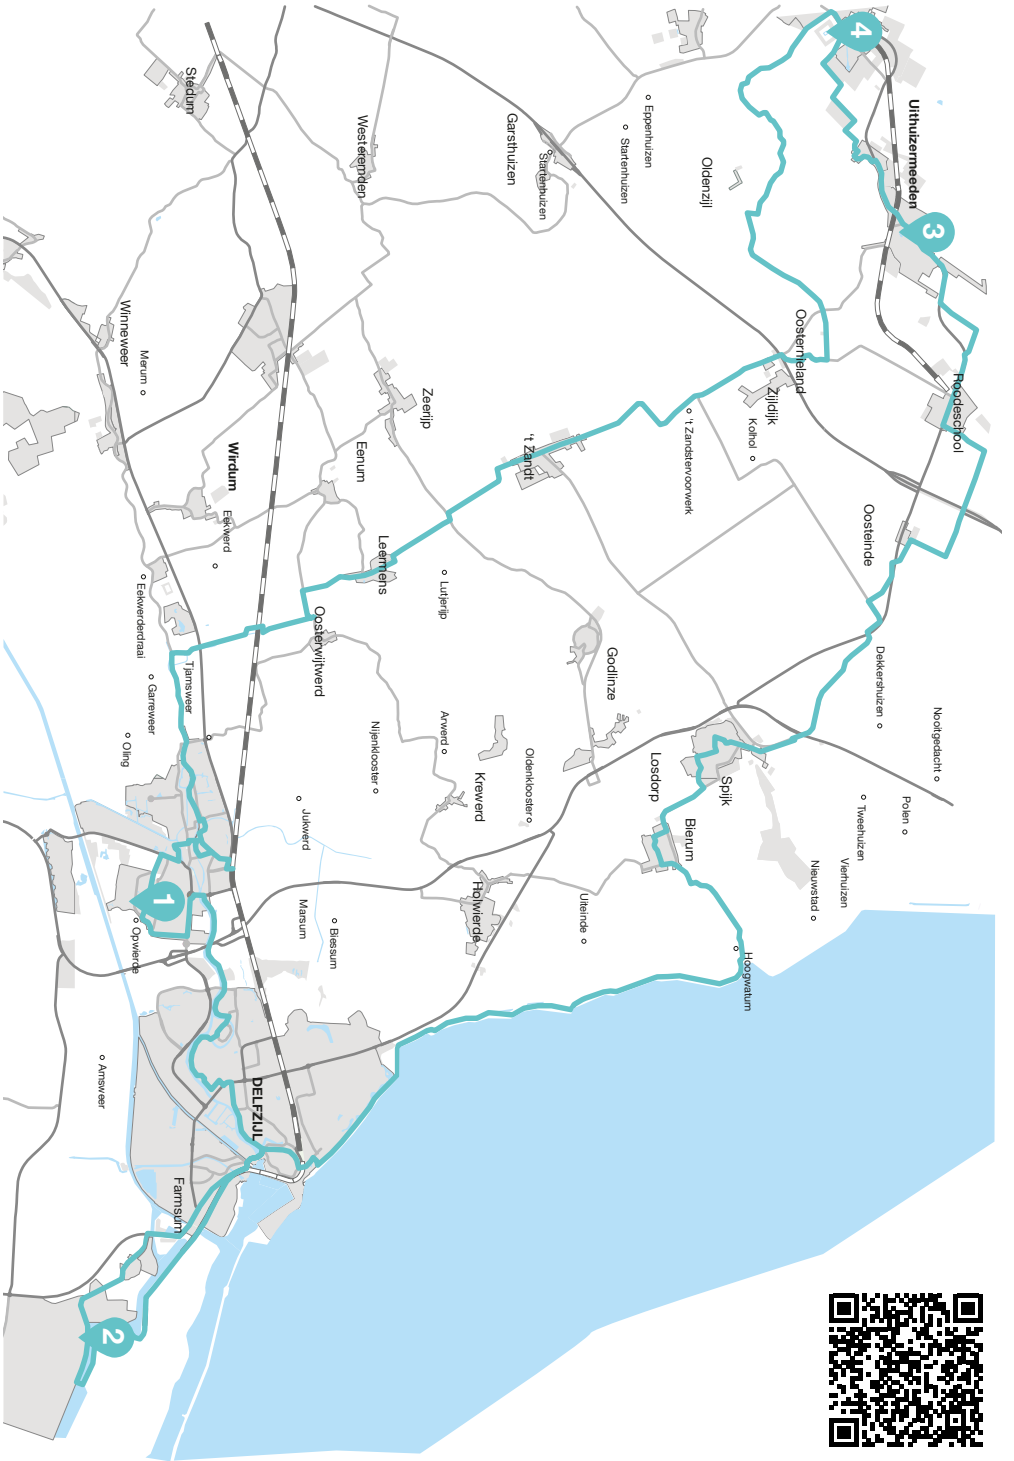 4
Uithuizermeeden
3
Roodeschool
Oldenzijl
Eppenhuizen
Startenhuizen
Startenhuizen
Garsthuizen
Westeremden
Stedum
Oosternieland
Zijldijk
Kolhol
't Zandstervoorwerk
't Zandt
Zeerijp
Eenum
Leermens
Lutjerijp
Winneweer
Merum
Wirdum
Eekwerd
Eekwerderdraai
Garreweer
Oling
Tjamsweer
Oosterwijtwerd
Oosteinde
Dekkershuizen
Nooitgedacht
Polen
Tweehuizen
Vierhuizen
Nieuwstad
Godlinze
Spijk
Losdorp
Bierum
Hoogwatum
Arwerd
Krewerd
Oldenklooster
Nijenklooster
Jukwerd
Holwierde
Uiteinde
Marsum
Biessum
1
Opwierde
Amsweer
DELFZIJL
Farmsum
2